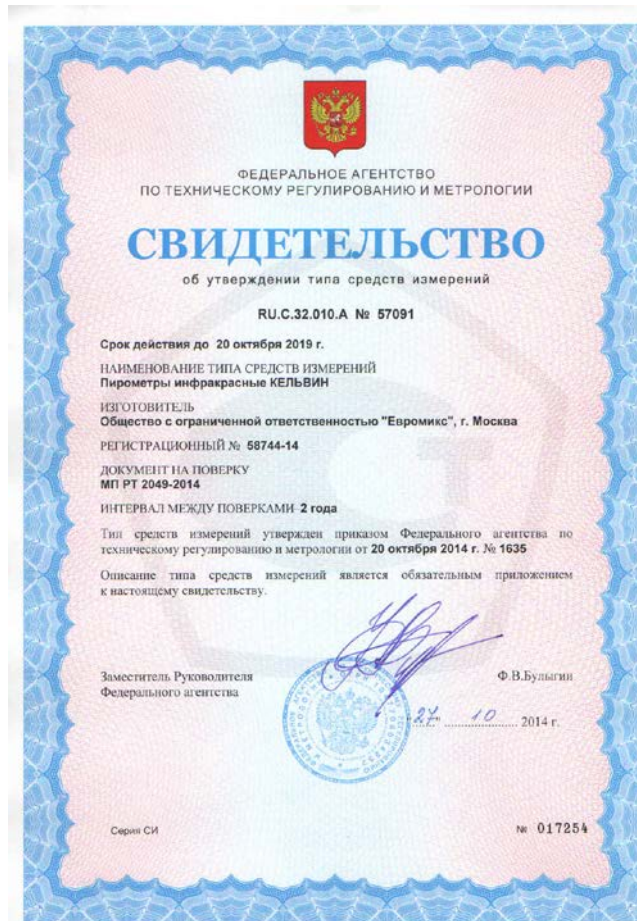 ФЕДЕРАЛЬНОЕ АГЕНТСТВО
ПО ТЕХНИЧЕСКОМУ РЕГУЛИРОВАНИЮ И МЕТРОЛОГИИ
СВИДЕТЕЛЬСТВО
об утверждении типа средств измерений
RU.C.32.010.A № 57091
Срок действия до 20 октября 2019 г.
НАИМЕНОВАНИЕ ТИПА СРЕДСТВ ИЗМЕРЕНИЙ
Пирометры инфракрасные КЕЛЬВИН
ИЗГОТОВИТЕЛЬ
Общество с ограниченной ответственностью "Евромикс", г. Москва
РЕГИСТРАЦИОННЫЙ № 58744-14
ДОКУМЕНТ НА ПОВЕРКУ
МП РТ 2049-2014
ИНТЕРВАЛ МЕЖДУ ПОВЕРКАМИ 2 года
Тип средств измерений утвержден приказом Федерального агентства по
техническому регулированию и метрологии от 20 октября 2014 г. № 1635
Описание типа средств измерений является обязательным приложением
к настоящему свидетельству.
Заместитель Руководителя
Федерального агентства
Ф.В.Булыгин
"27" 10 2014 г.
Серия СИ
№ 017254